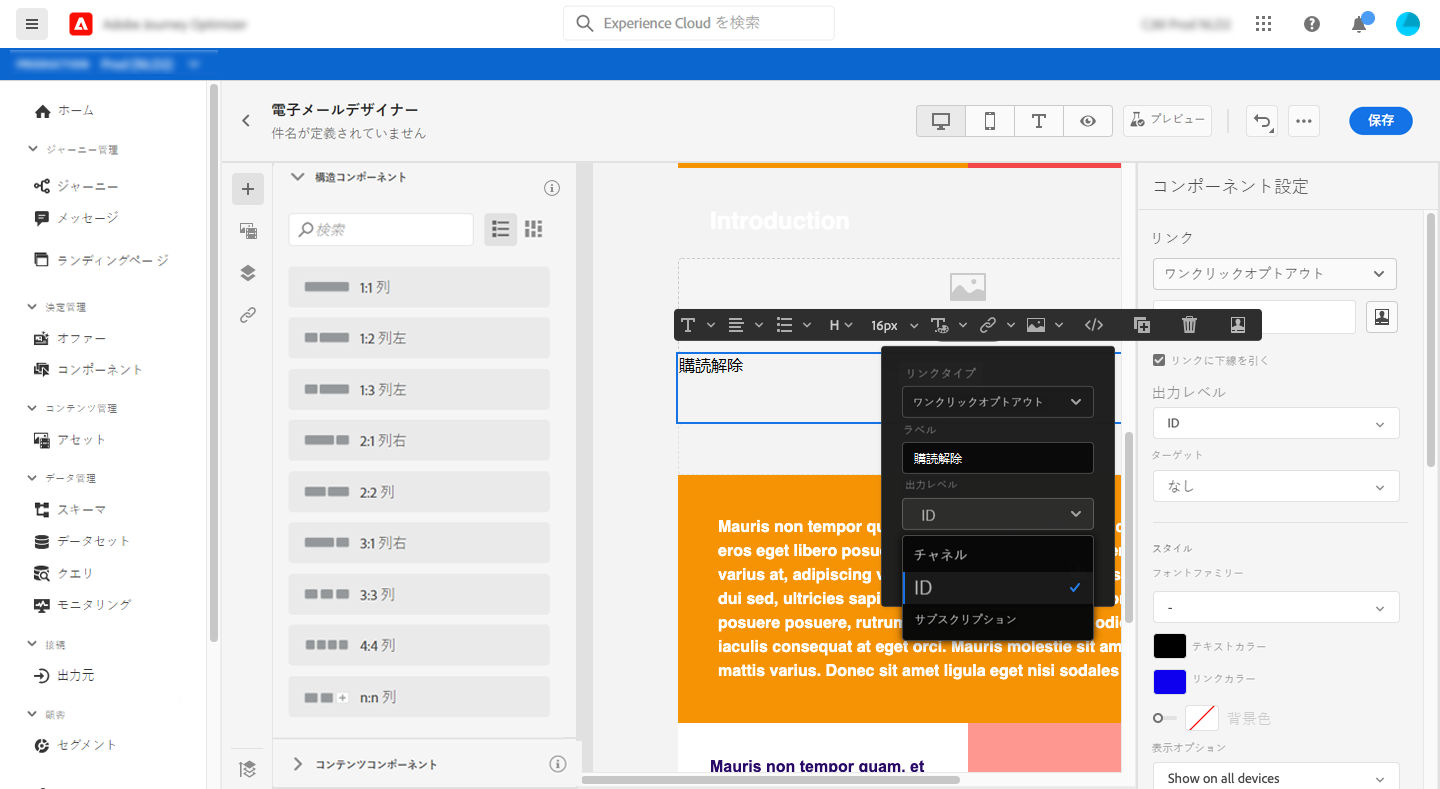 Adobe Journey Optimizer
Experience Cloud を検索
PRODUCTION Prod (NLD2)
ホーム
ジャーニー管理
ジャーニー
メッセージ
ランディングページ
決定管理
オファー
コンポーネント
コンテンツ管理
アセット
データ管理
スキーマ
データセット
クエリ
モニタリング
接続
出力元
顧客
セグメント
電子メールデザイナー
件名が定義されていません
プレビュー
保存
構造コンポーネント
検索
1:1 列
1:2 列左
1:3 列左
2:1 列右
2:2 列
3:1 列右
3:3 列
4:4 列
n:n 列
コンテンツコンポーネント
Introduction
H
16px
購読解除
リンクタイプ
ワンクリックオプトアウト
ラベル
購読解除
出力レベル
ID
チャネル
ID
サブスクリプション
Mauris non tempor
eros eget libero
varius at, adipiscing
dui sed, ultricies
posuere posuere,
iaculis consequat at eget orci. Mauris molestie sit
mattis varius. Donec sit amet ligula eget nisi sodales
Mauris non tempor quam, et
コンポーネント設定
リンク
ワンクリックオプトアウト
リンクに下線を引く
出力レベル
ID
ターゲット
なし
スタイル
フォントファミリー
-
テキストカラー
リンクカラー
背景色
表示オプション
Show on all devices